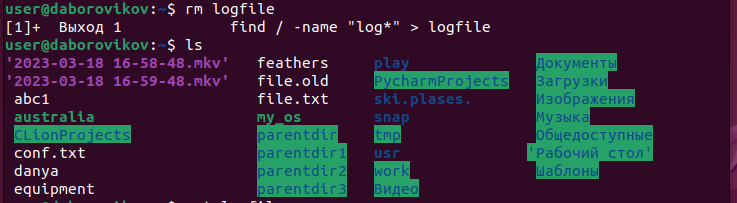 user@daborovikov:~$ rm logfile
[1]+  Выход 1            find / -name "log*" > logfile
user@daborovikov:~$ ls
'2023-03-18 16-58-48.mkv'   feathers   play   Документы
'2023-03-18 16-59-48.mkv'   file.old   PycharmProjects   Загрузки
abc1   file.txt   ski.plases.   Изображения
australia   my_os   snap   Музыка
CLionProjects   parentdir   tmp   Общедоступные
conf.txt   parentdir1   usr   'Рабочий стол'
danya   parentdir2   work   Шаблоны
equipment   parentdir3   Видео